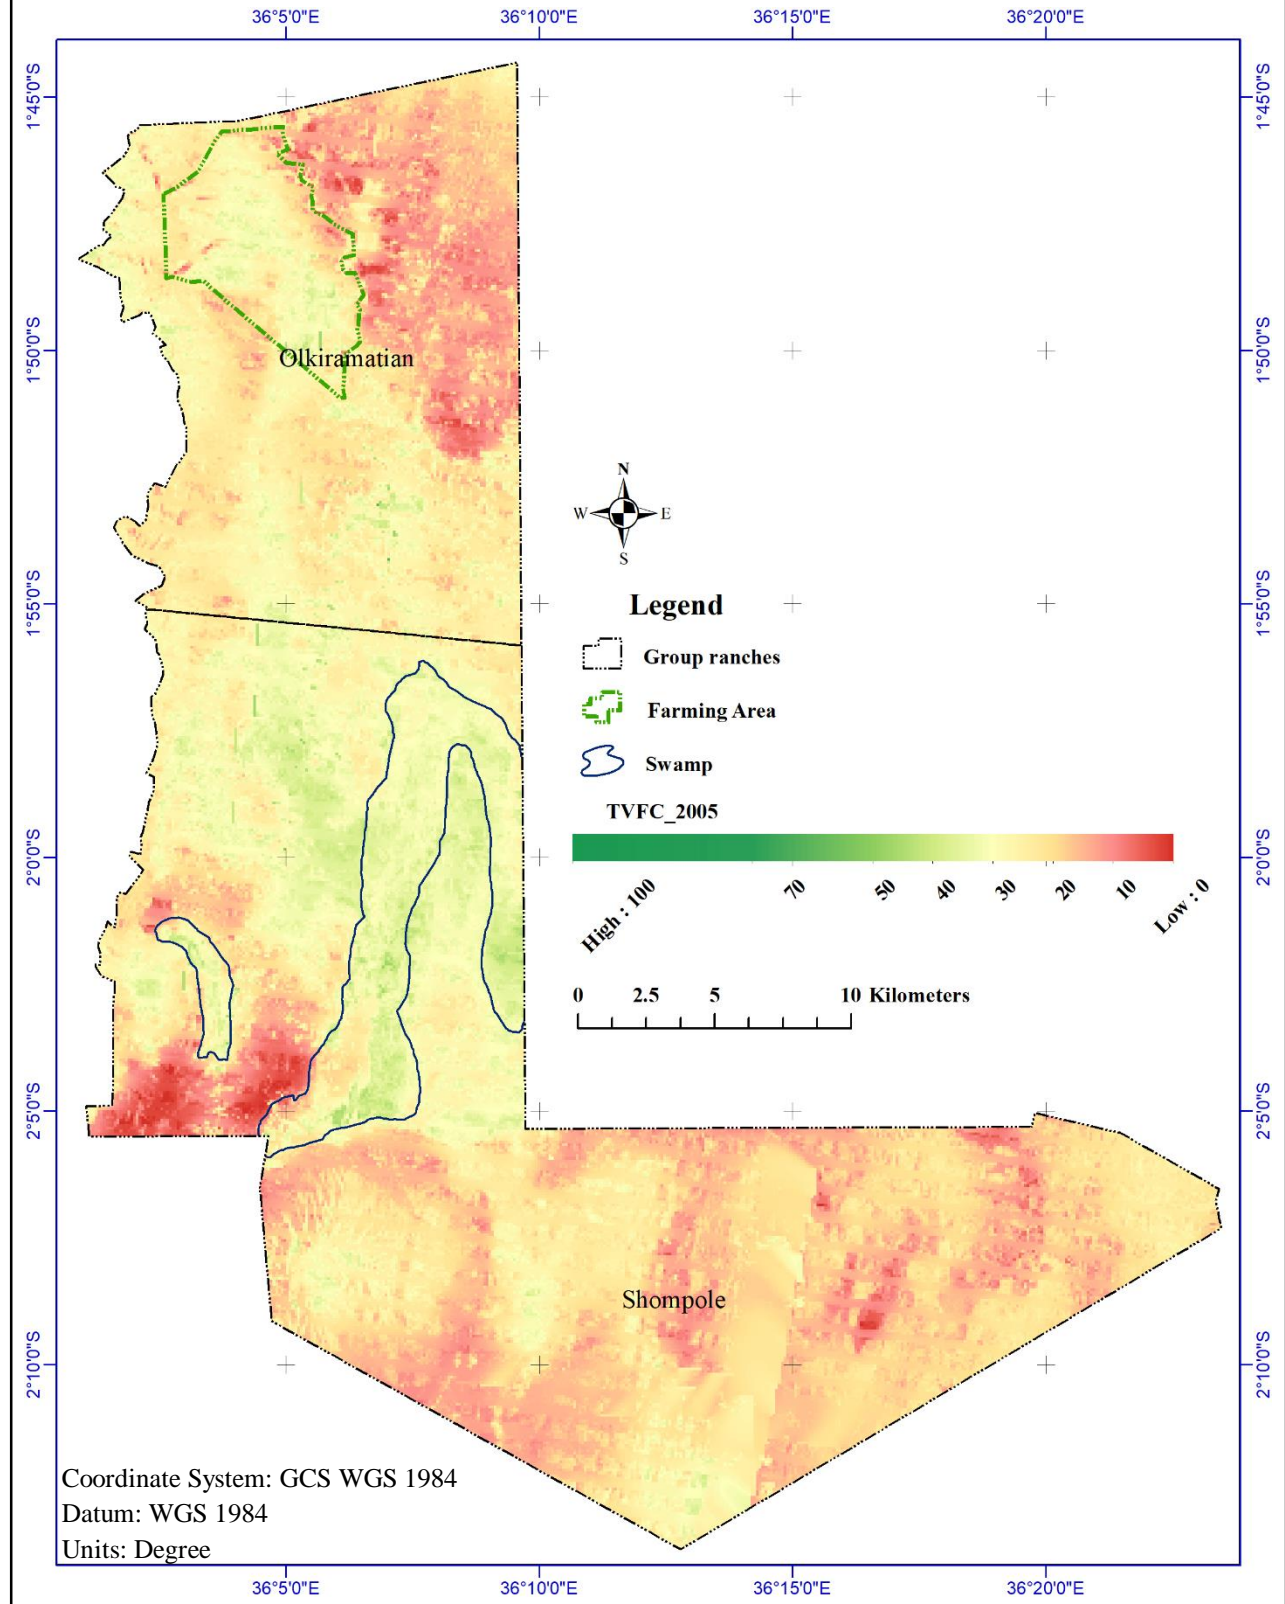 36°5'0"E 36°10'0"E 36°15'0"E 36°20'0"E
1°45'0"S 1°45'0"S
1°50'0"S 1°50'0"S
Olkiramatian
N
W E
S
1°55'0"S 1°55'0"S
Legend
Group ranches
Farming Area
Swamp
TVFC_2005
2°0'0"S 2°0'0"S
High : 100 70 50 40 30 20 10 Low : 0
0 2.5 5 10 Kilometers
2°5'0"S 2°5'0"S
Shompole
2°10'0"S 2°10'0"S
Coordinate System: GCS WGS 1984
Datum: WGS 1984
Units: Degree
36°5'0"E 36°10'0"E 36°15'0"E 36°20'0"E